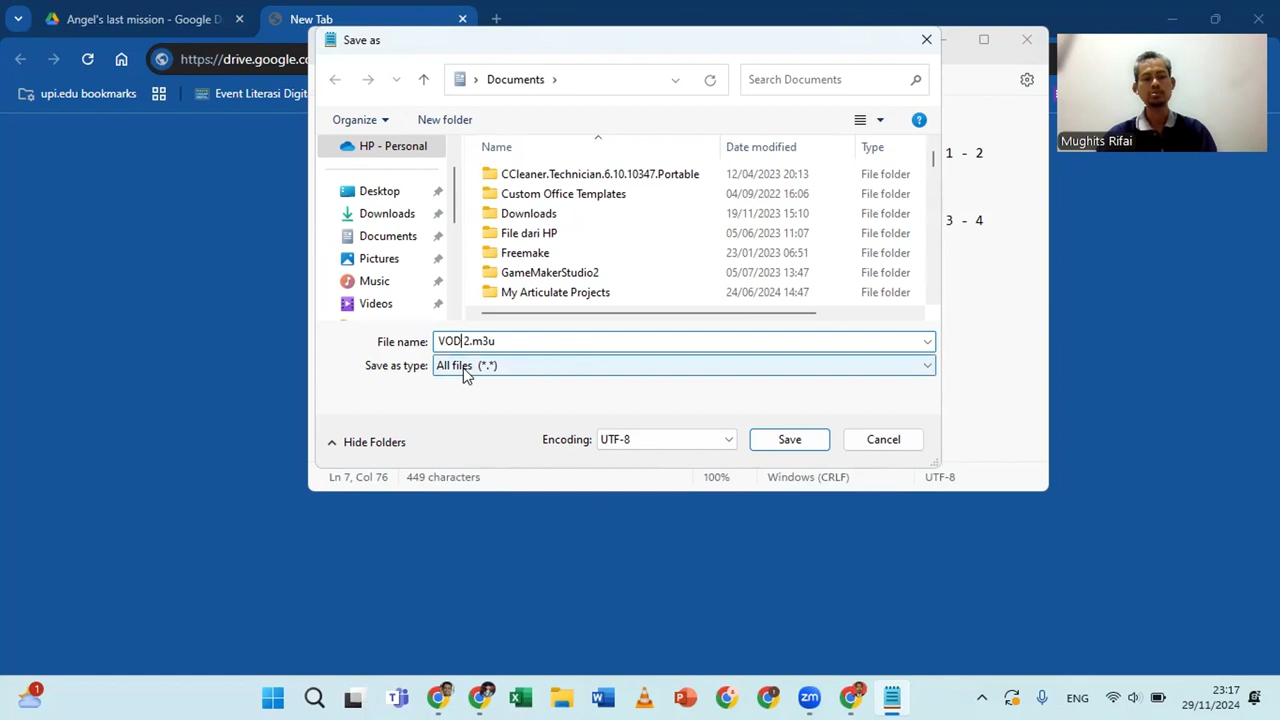 Angel's last mission - Google D
New Tab
https://drive.google.co
upi.edu bookmarks
Event Literasi Digit
Save as
Documents
Search Documents
Organize
New folder
HP - Personal
Desktop
Downloads
Documents
Pictures
Music
Videos
Name
Date modified
Type
CCleaner.Technician.6.10.10347.Portable 12/04/2023 20:13 File folder
Custom Office Templates 04/09/2022 16:06 File folder
Downloads 19/11/2023 15:10 File folder
File dari HP 05/06/2023 11:07 File folder
Freemake 23/01/2023 06:51 File folder
GameMakerStudio2 05/07/2023 13:47 File folder
My Articulate Projects 24/06/2024 14:47 File folder
File name: VOD2.m3u
Save as type: All files (*.*)
Hide Folders
Encoding: UTF-8
Save
Cancel
1 - 2
3 - 4
Ln 7, Col 76
449 characters
100%
Windows (CRLF)
UTF-8
Mughits Rifai
1
ENG
23:17
29/11/2024